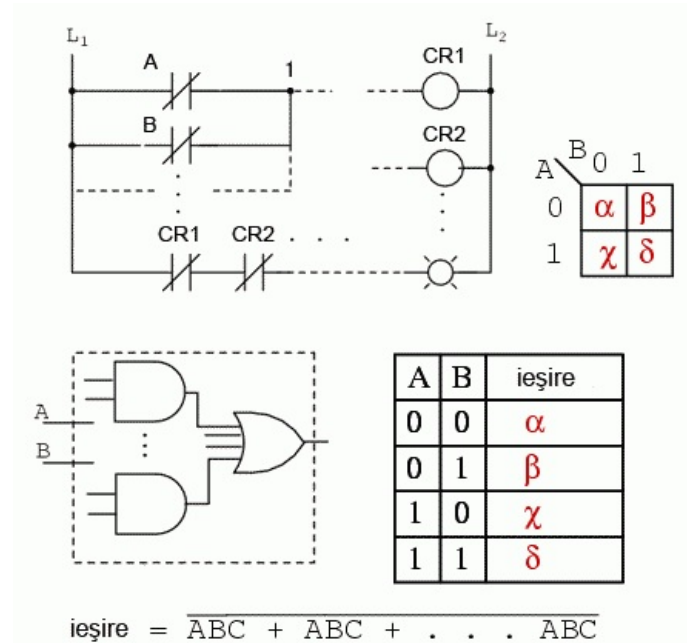 L₁ L₂
A 1 CR1
B CR2
CR1 CR2 . . .
A B 0 1
0 α β
1 χ δ
A
B
A B ieşire
0 0 α
0 1 β
1 0 χ
1 1 δ
ieşire = ABC + ABC + . . . ABC